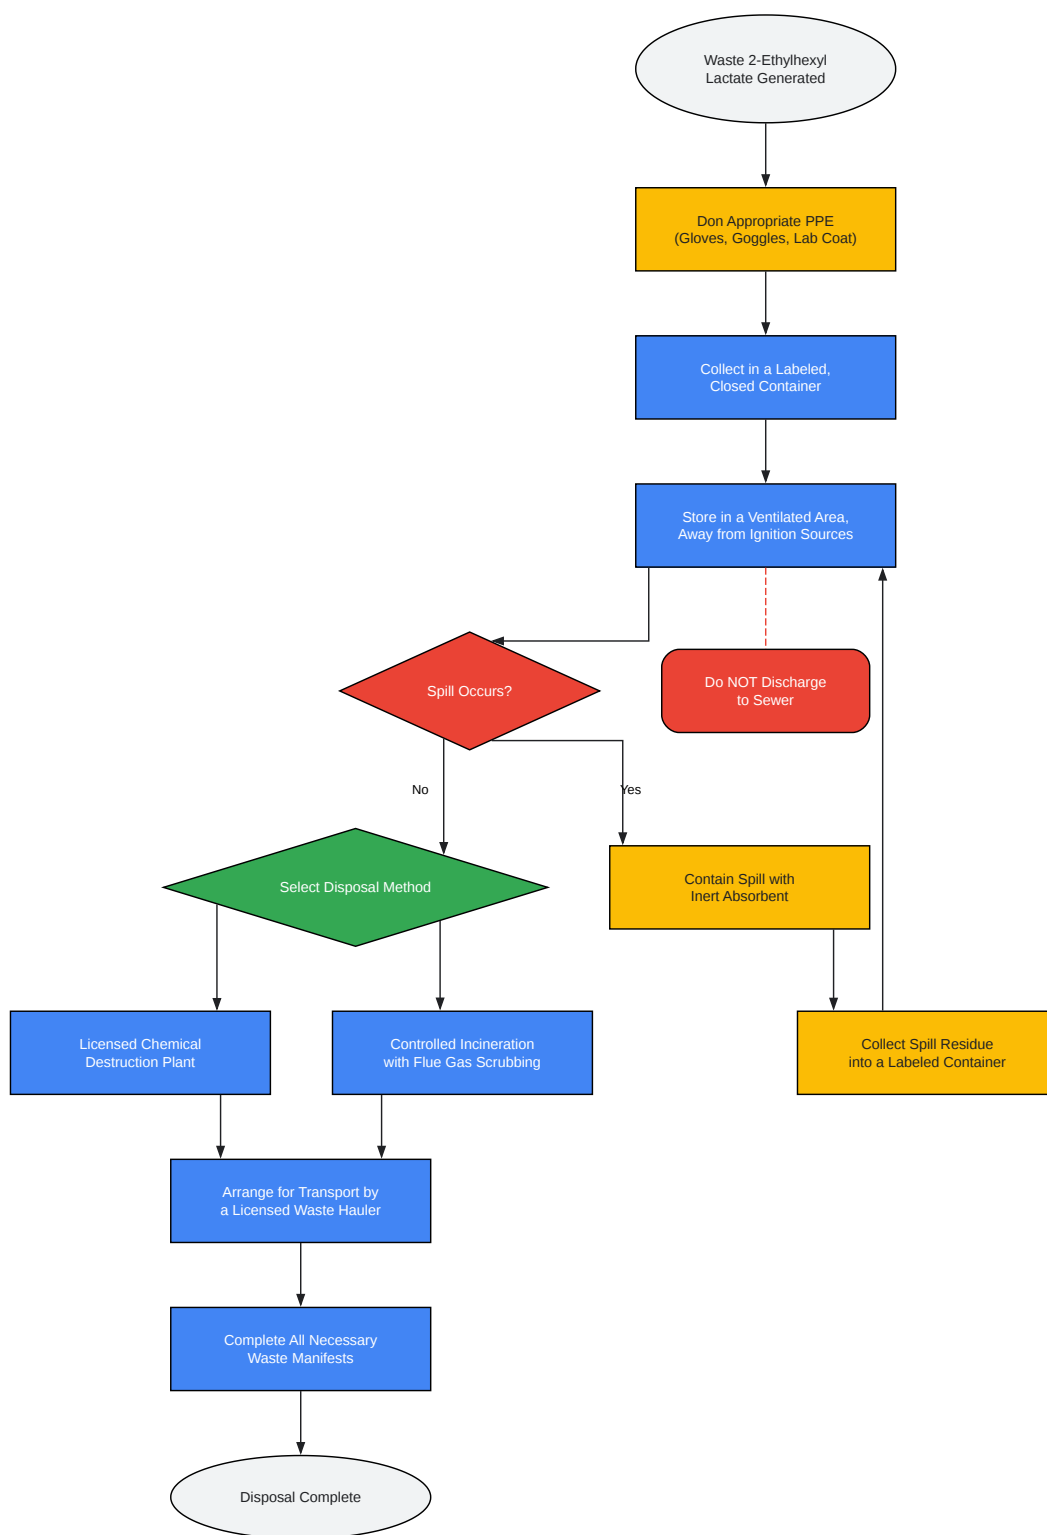 Waste 2-Ethylhexyl
Lactate Generated
Don Appropriate PPE
(Gloves, Goggles, Lab Coat)
Collect in a Labeled,
Closed Container
Store in a Ventilated Area,
Away from Ignition Sources
Spill Occurs?
Do NOT Discharge
to Sewer
No
Yes
Select Disposal Method
Contain Spill with
Inert Absorbent
Licensed Chemical
Destruction Plant
Controlled Incineration
with Flue Gas Scrubbing
Collect Spill Residue
into a Labeled Container
Arrange for Transport by
a Licensed Waste Hauler
Complete All Necessary
Waste Manifests
Disposal Complete